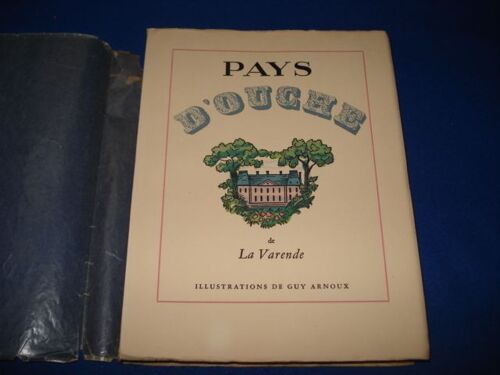 PAYS
D'OUCHE
de
La Varende
ILLUSTRATIONS DE GUY ARNOUX